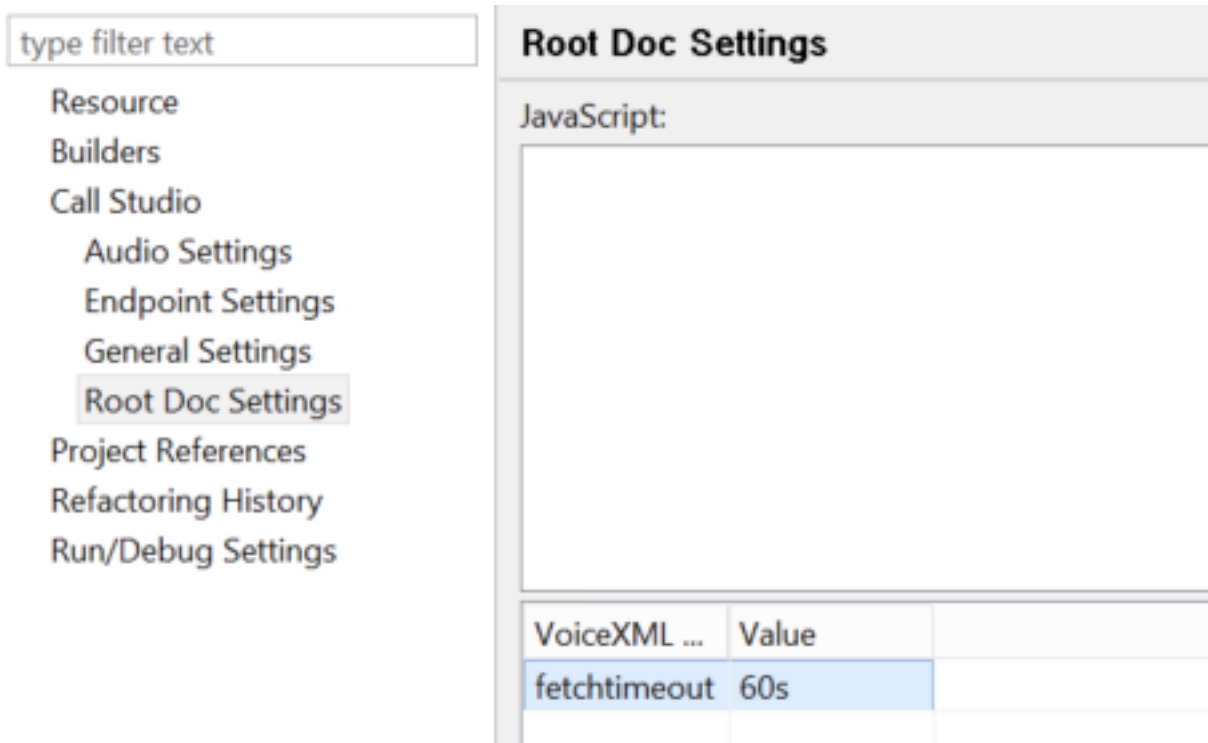 type filter text
Resource
Builders
Call Studio
Audio Settings
Endpoint Settings
General Settings
Root Doc Settings
Project References
Refactoring History
Run/Debug Settings
Root Doc Settings
JavaScript:
VoiceXML ... Value
fetchtimeout 60s